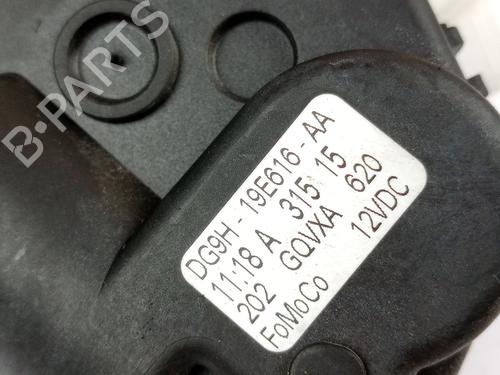 B-PARTS
DG9H-19E616-AA
11:18 A 315 15
202 GQVXA 620
FoMoCo 12VDC